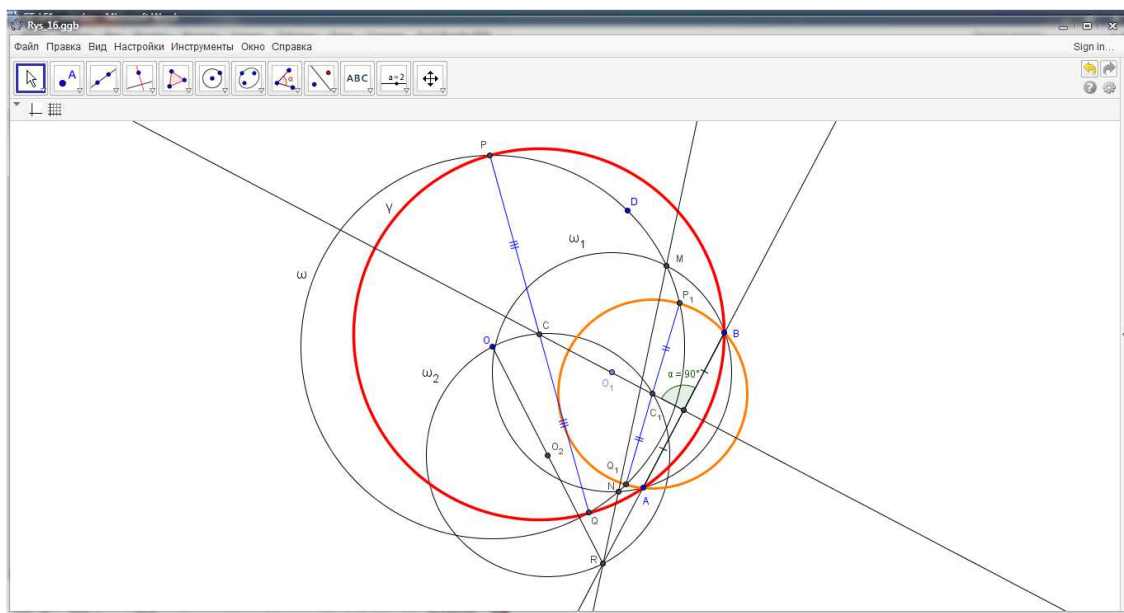 Rys_16.ggb
Файл Правка Вид Настройки Инструменты Окно Справка
Sign in...
A
α
ABC
a=2
P
γ
D
ω₁
ω
M
P₁
C
B
O
ω₂
α = 90°
O₁
C₁
O₂
Q₁
N
A
Q
R